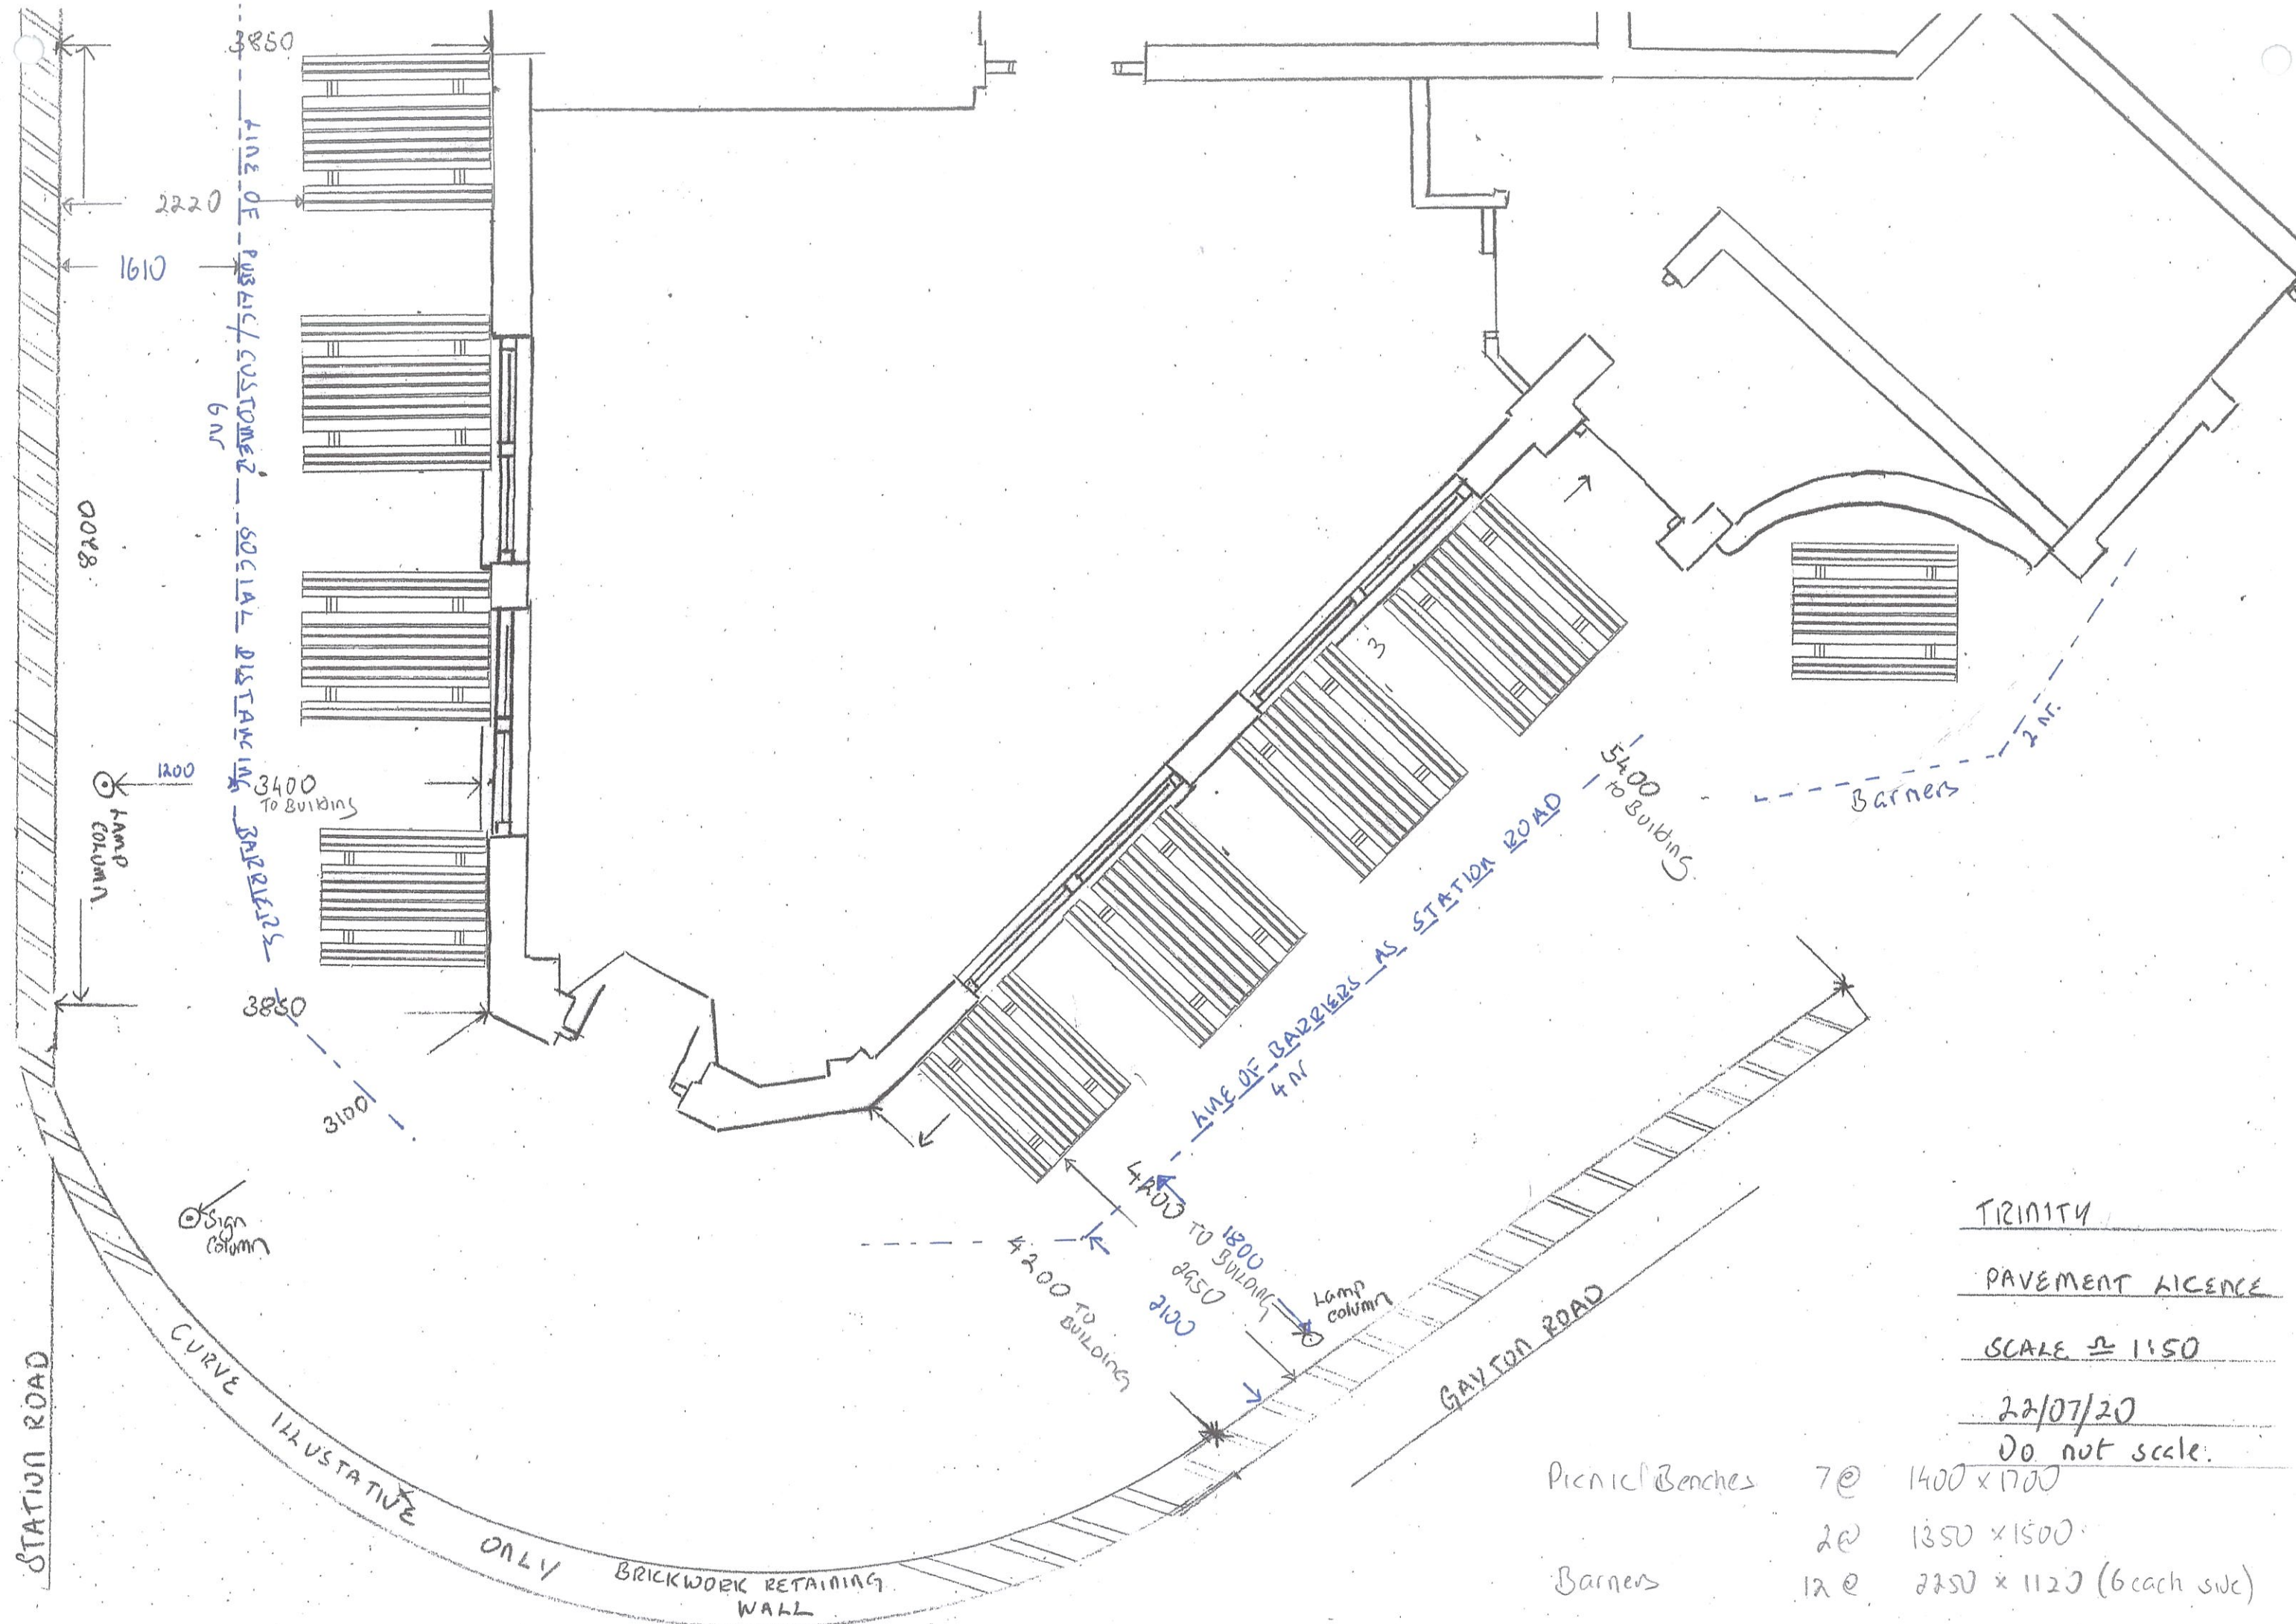 3850
2220
1610
LINE OF PUBLIC/CUSTOMER SOCIAL DISTANCING BARRIERS
6 nr
8800
1200
3400
TO Building
LAMP
COLUMN
3850
3100
Sign
Column
3
5400
TO Building.
Barriers
2 nr.
LINE OF BARRIERS AS STATION ROAD
4 nr
4200 TO BUILDING
1800
2950
2100
4200 TO
BUILDING
Lamp
column
GAYTON ROAD
STATION ROAD
CURVE ILLUSTATIVE ONLY
BRICKWORK RETAINING
WALL
TRINITY
PAVEMENT LICENCE
SCALE ≏ 1:50
22/07/20
Do not scale.
Picnic Benches 7@ 1400 x 1700
2@ 1350 x 1500
Barriers 12@ 2250 x 1120 (6 each side)